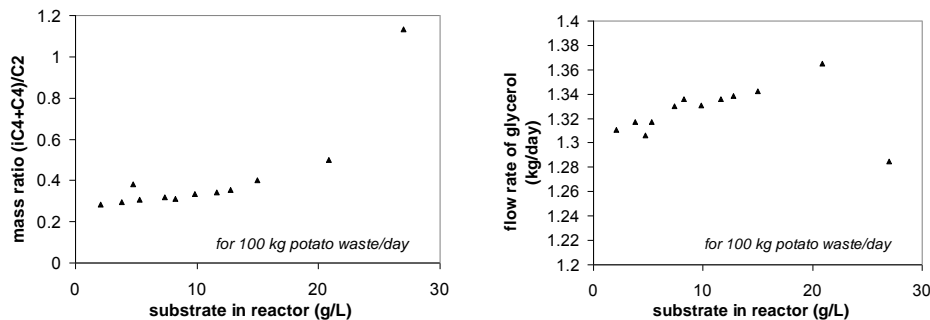 mass ratio (iC4+C4)/C2
1.2
1
0.8
0.6
0.4
0.2
0
for 100 kg potato waste/day
0 10 20 30
substrate in reactor (g/L)
flow rate of glycerol
(kg/day)
1.4
1.38
1.36
1.34
1.32
1.3
1.28
1.26
1.24
1.22
1.2
for 100 kg potato waste/day
0 10 20 30
substrate in reactor (g/L)